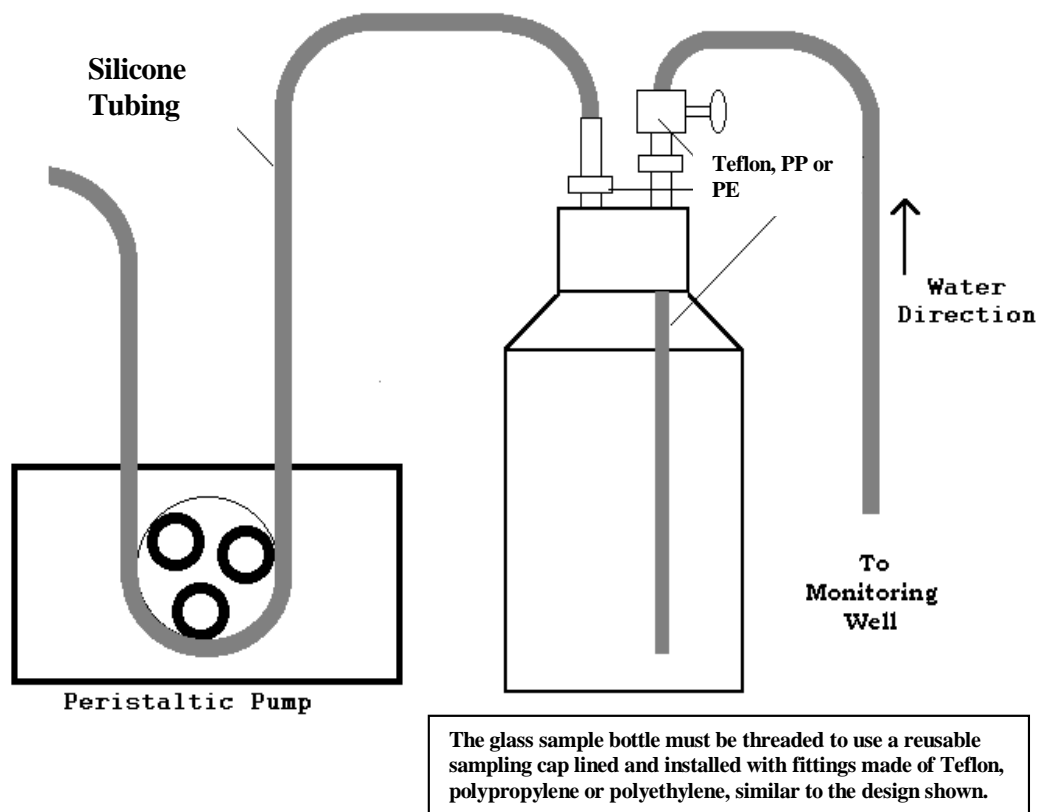 Silicone
Tubing
Teflon, PP or
PE
Water
Direction
To
Monitoring
Well
Peristaltic Pump
The glass sample bottle must be threaded to use a reusable
sampling cap lined and installed with fittings made of Teflon,
polypropylene or polyethylene, similar to the design shown.